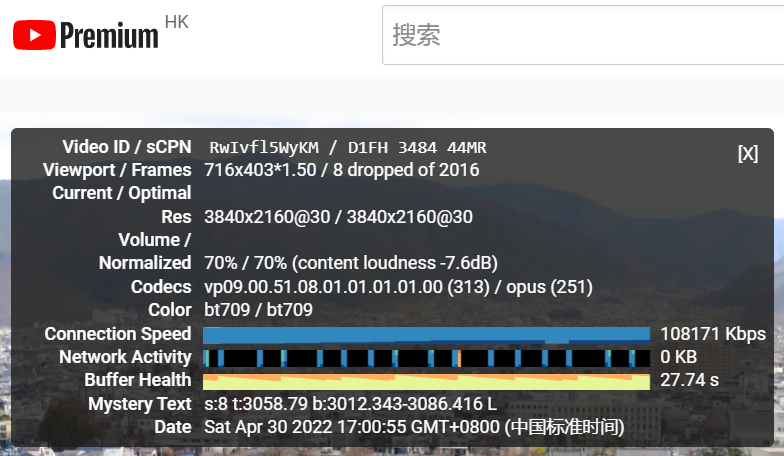 Premium HK
搜索
Video ID / sCPN RwIvfl5WyKM / D1FH 3484 44MR
[X]
Viewport / Frames 716x403*1.50 / 8 dropped of 2016
Current / Optimal
Res 3840x2160@30 / 3840x2160@30
Volume /
Normalized 70% / 70% (content loudness -7.6dB)
Codecs vp09.00.51.08.01.01.01.01.00 (313) / opus (251)
Color bt709 / bt709
Connection Speed 108171 Kbps
Network Activity 0 KB
Buffer Health 27.74 s
Mystery Text s:8 t:3058.79 b:3012.343-3086.416 L
Date Sat Apr 30 2022 17:00:55 GMT+0800 (中国标准时间)